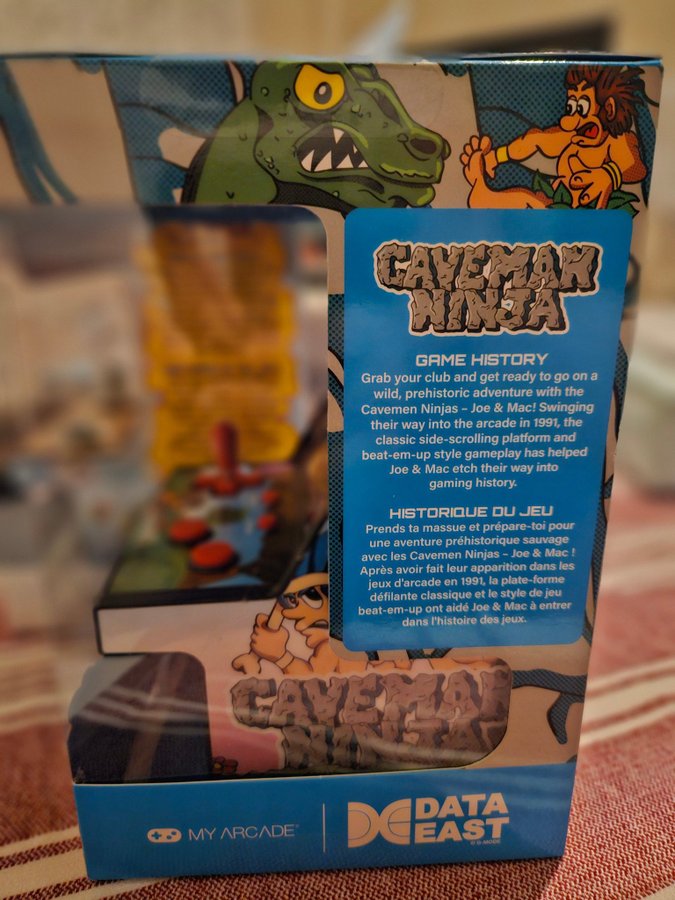 CAVEMAN
NINJA
GAME HISTORY
Grab your club and get ready to go on a
wild, prehistoric adventure with the
Cavemen Ninjas – Joe & Mac! Swinging
their way into the arcade in 1991, the
classic side-scrolling platform and
beat-em-up style gameplay has helped
Joe & Mac etch their way into
gaming history.
HISTORIQUE DU JEU
Prends ta massue et prépare-toi pour
une aventure préhistorique sauvage
avec les Cavemen Ninjas – Joe & Mac !
Après avoir fait leur apparition dans les
jeux d'arcade en 1991, la plate-forme
défilante classique et le style de jeu
beat-em-up ont aidé Joe & Mac à entrer
dans l'histoire des jeux.
CAVEMAN
NINJA
MY ARCADE
DATA
EAST
© G-MODE